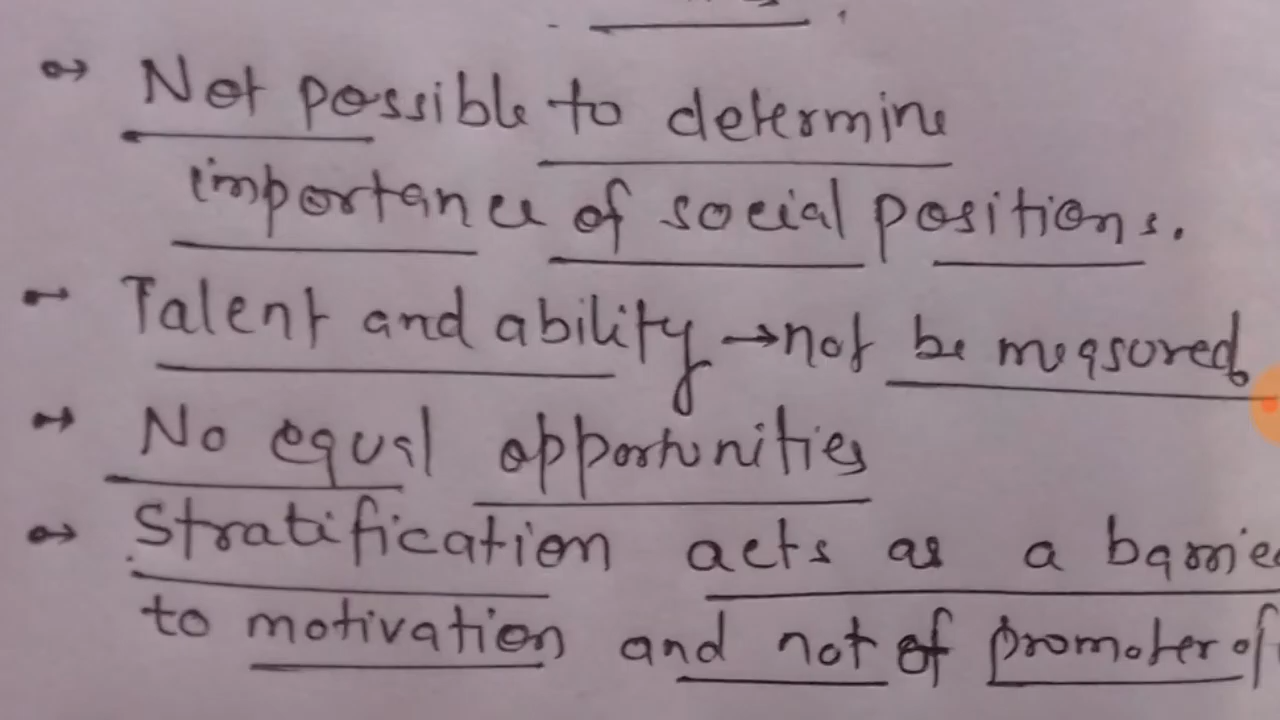 Not possible to determine
importance of social positions.
Talent and ability → not be measured
No equal opportunities
Stratification acts as a barrie
to motivation and not of promoter of